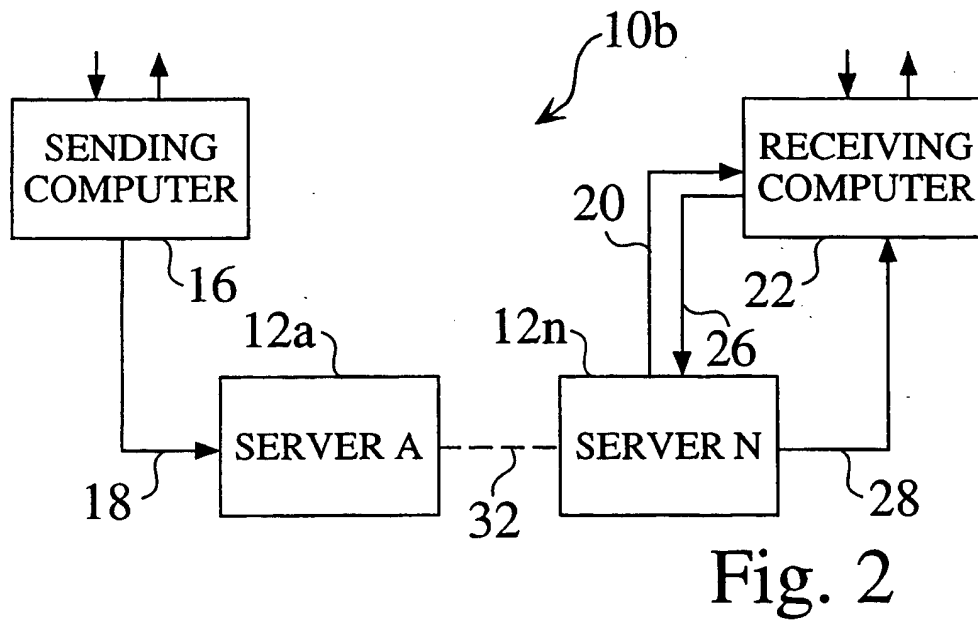 10b
SENDING
COMPUTER
RECEIVING
COMPUTER
20
16
22
12a
12n
26
SERVER A
SERVER N
18
32
28
Fig. 2